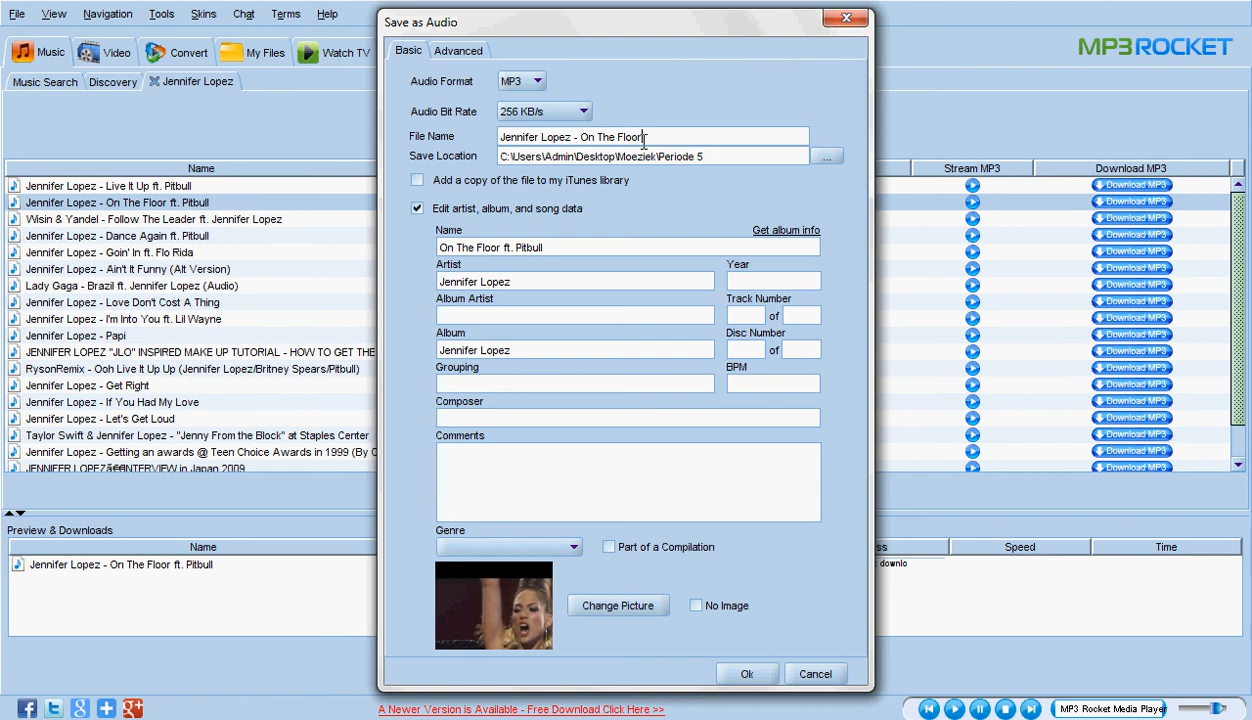 File View Navigation Tools Skins Chat Terms Help
Music Video Convert My Files Watch TV
MP3ROCKET
Music Search Discovery Jennifer Lopez
Name Stream MP3 Download MP3
Jennifer Lopez - Live It Up ft. Pitbull Download MP3
Jennifer Lopez - On The Floor ft. Pitbull Download MP3
Wisin & Yandel - Follow The Leader ft. Jennifer Lopez Download MP3
Jennifer Lopez - Dance Again ft. Pitbull Download MP3
Jennifer Lopez - Goin' In ft. Flo Rida Download MP3
Jennifer Lopez - Ain't It Funny (Alt Version) Download MP3
Lady Gaga - Brazil ft. Jennifer Lopez (Audio) Download MP3
Jennifer Lopez - Love Don't Cost A Thing Download MP3
Jennifer Lopez - I'm Into You ft. Lil Wayne Download MP3
Jennifer Lopez - Papi Download MP3
JENNIFER LOPEZ "JLO" INSPIRED MAKE UP TUTORIAL - HOW TO GET THE Download MP3
RysonRemix - Ooh Live It Up Up (Jennifer Lopez/Britney Spears/Pitbull) Download MP3
Jennifer Lopez - Get Right Download MP3
Jennifer Lopez - If You Had My Love Download MP3
Jennifer Lopez - Let's Get Loud Download MP3
Taylor Swift & Jennifer Lopez - "Jenny From the Block" at Staples Center Download MP3
Jennifer Lopez - Getting an awards @ Teen Choice Awards in 1999 (By C Download MP3
INTERVIEW in Japan 2009 Download MP3
Preview & Downloads
Name ss Speed Time
Jennifer Lopez - On The Floor ft. Pitbull downlo
Save as Audio
Basic Advanced
Audio Format MP3
Audio Bit Rate 256 KB/s
File Name Jennifer Lopez - On The Floor
Save Location C:\Users\Admin\Desktop\Moeziek\Periode 5 ...
Add a copy of the file to my iTunes library
Edit artist, album, and song data
Name Get album info
On The Floor ft. Pitbull
Artist Year
Jennifer Lopez
Album Artist Track Number
of
Album Disc Number
Jennifer Lopez of
Grouping BPM
Composer
Comments
Genre
Part of a Compilation
Change Picture No Image
Ok Cancel
A Newer Version is Available - Free Download Click Here >>
MP3 Rocket Media Player